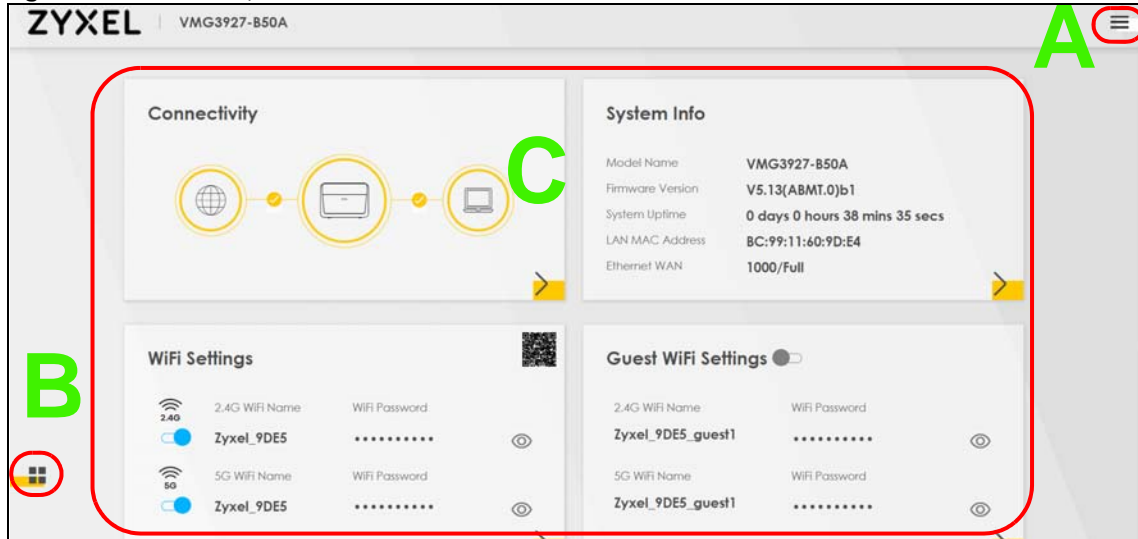 ZYXEL VMG3927-B50A
A
Connectivity
C
System Info
Model Name VMG3927-B50A
Firmware Version V5.13(ABMT.0)b1
System Uptime 0 days 0 hours 38 mins 35 secs
LAN MAC Address BC:99:11:60:9D:E4
Ethernet WAN 1000/Full
B
WiFi Settings
2.4G 2.4G WiFi Name WiFi Password
Zyxel_9DE5 ••••••••••
5G 5G WiFi Name WiFi Password
Zyxel_9DE5 ••••••••••
Guest WiFi Settings
2.4G WiFi Name WiFi Password
Zyxel_9DE5_guest1 ••••••••••
5G WiFi Name WiFi Password
Zyxel_9DE5_guest1 ••••••••••